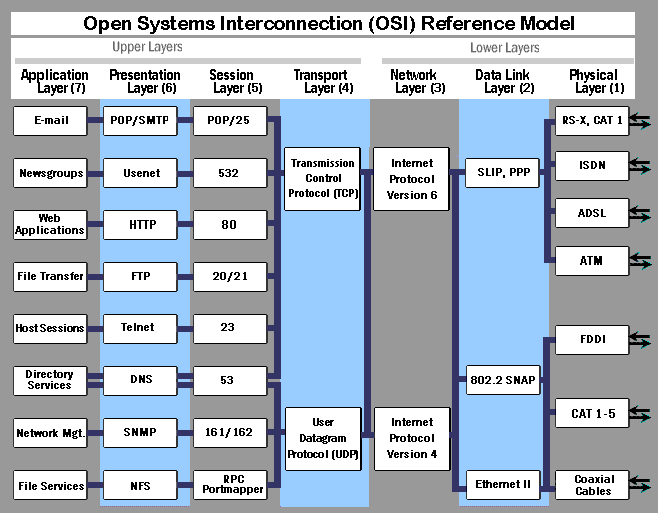 Open Systems Interconnection (OSI) Reference Model
Upper Layers
Lower Layers
Application
Layer (7)
Presentation
Layer (6)
Session
Layer (5)
Transport
Layer (4)
Network
Layer (3)
Data Link
Layer (2)
Physical
Layer (1)
E-mail
POP/SMTP
POP/25
Newsgroups
Usenet
532
Web
Applications
HTTP
80
File Transfer
FTP
20/21
Host Sessions
Telnet
23
Directory
Services
DNS
53
Network Mgt.
SNMP
161/162
File Services
NFS
RPC
Portmapper
Transmission
Control
Protocol (TCP)
User
Datagram
Protocol (UDP)
Internet
Protocol
Version 6
Internet
Protocol
Version 4
SLIP, PPP
802.2 SNAP
Ethernet II
RS-X, CAT 1
ISDN
ADSL
ATM
FDDI
CAT 1-5
Coaxial
Cables